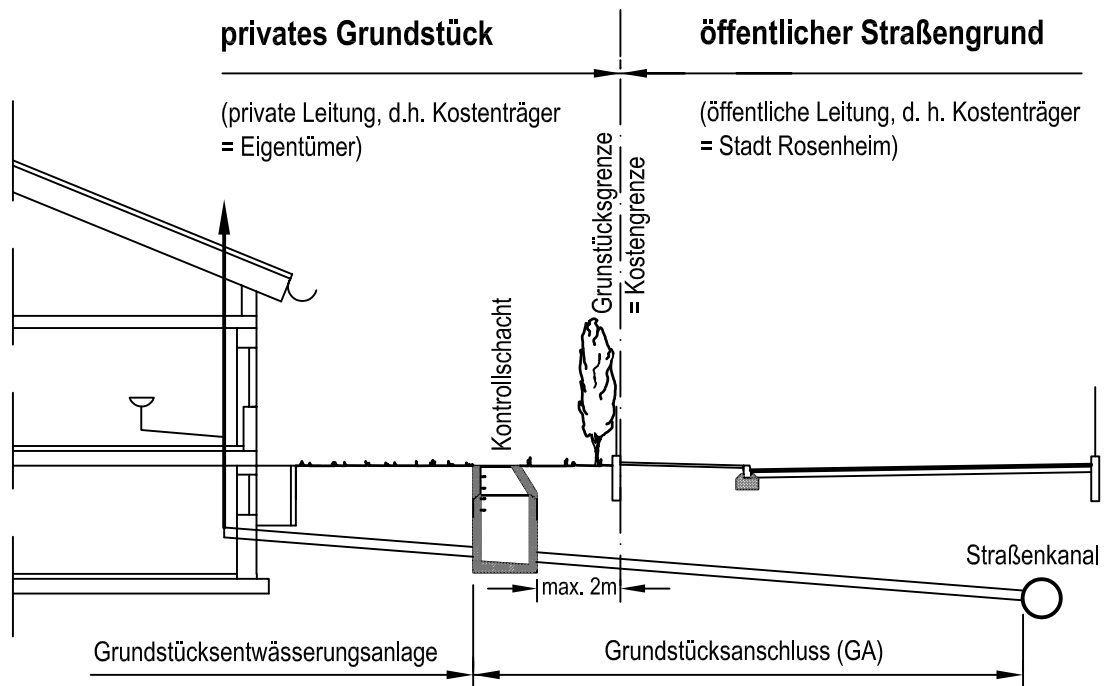 privates Grundstück
öffentlicher Straßengrund
(private Leitung, d.h. Kostenträger
= Eigentümer)
(öffentliche Leitung, d. h. Kostenträger
= Stadt Rosenheim)
Grunstücksgrenze
= Kostengrenze
Kontrollschacht
Straßenkanal
max. 2m
Grundstücksentwässerungsanlage
Grundstücksanschluss (GA)